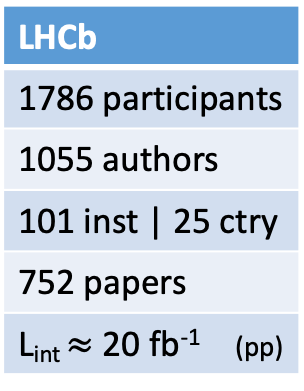 LHCb
1786 participants
1055 authors
101 inst | 25 ctry
752 papers
Lint ≈ 20 fb-1 (pp)